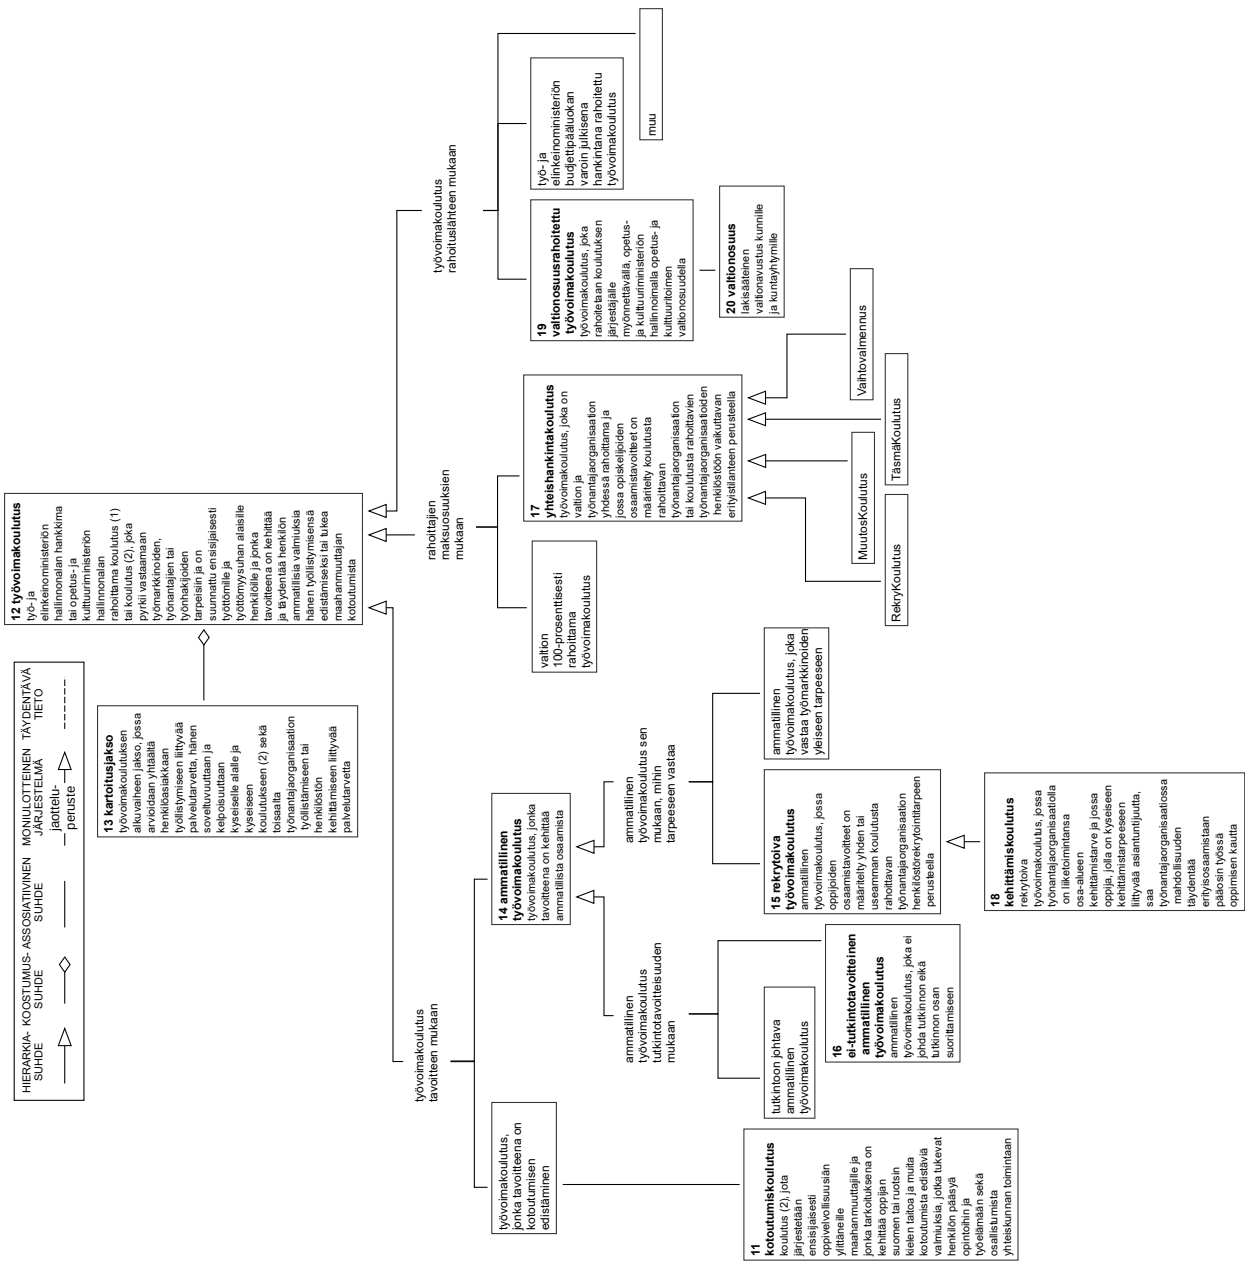 HIERARKIA-
SUHDE
KOOSTUMUS-
SUHDE
ASSOSIATIIVINEN
SUHDE
MONIULOTTEINEN
JÄRJESTELMÄ
jaottelu-
peruste
TÄYDENTÄVÄ
TIETO
12 työvoimakoulutus
työ- ja
elinkeinoministeriön
hallinnonalan hankkima
tai opetus- ja
kulttuuriministeriön
hallinnonalan
rahoittama koulutus (1)
tai koulutus (2), joka
pyrkii vastaamaan
työmarkkinoiden,
työnantajien tai
työnhakijoiden
tarpeisiin ja on
suunnattu ensisijaisesti
työttömille ja
työttömyysuhan alaisille
henkilöille ja jonka
tavoitteena on kehittää
ja täydentää henkilön
ammatillisia valmiuksia
hänen työllistymisensä
edistämiseksi tai tukea
maahanmuuttajan
kotoutumista
13 kartoitusjakso
työvoimakoulutuksen
alkuvaiheen jakso, jossa
arvioidaan yhtäältä
henkilöasiakkaan
työllistymiseen liittyvää
palvelutarvetta, hänen
soveltuvuuttaan ja
kelpoisuuttaan
kyseiselle alalle ja
kyseiseen
koulutukseen (2) sekä
toisaalta
työnantajaorganisaation
työllistämiseen tai
henkilöstön
kehittämiseen liittyvää
palvelutarvetta
työvoimakoulutus
tavoitteen mukaan
rahoittajien
maksuosuuksien
mukaan
työvoimakoulutus
rahoituslähteen mukaan
työvoimakoulutus,
jonka tavoitteena on
kotoutumisen
edistäminen
14 ammatillinen
työvoimakoulutus
työvoimakoulutus, jonka
tavoitteena on kehittää
ammatillista osaamista
valtion
100-prosenttisesti
rahoittama
työvoimakoulutus
17
yhteishankintakoulutus
työvoimakoulutus, joka on
valtion ja
työnantajaorganisaation
yhdessä rahoittama ja
jossa opiskelijoiden
osaamistavoitteet on
määritelty koulutusta
rahoittavan
työnantajaorganisaation
tai koulutusta rahoittavien
työnantajaorganisaatioiden
henkilöstöön vaikuttavan
erityistilanteen perusteella
19
valtionosuusrahoitettu
työvoimakoulutus
työvoimakoulutus, joka
rahoitetaan koulutuksen
järjestäjälle
myönnettävällä, opetus-
ja kulttuuriministeriön
hallinnoimalla opetus- ja
kulttuuritoimen
valtionosuudella
työ- ja
elinkeinoministeriön
budjettipääluokan
varoin julkisena
hankintana rahoitettu
työvoimakoulutus
muu
ammatillinen
työvoimakoulutus
tutkintotavoitteisuuden
mukaan
ammatillinen
työvoimakoulutus sen
mukaan, mihin
tarpeeseen vastaa
20 valtionosuus
lakisääteinen
valtionavustus kunnille
ja kuntayhtymille
11
kotoutumiskoulutus
koulutus (2), jota
järjestetään
ensisijaisesti
oppivelvollisuusiän
ylittäneille
maahanmuuttajille ja
jonka tarkoituksena on
kehittää oppijan
suomen tai ruotsin
kielen taitoa ja muita
kotoutumista edistäviä
valmiuksia, jotka tukevat
henkilön pääsyä
opintoihin ja
työelämään sekä
osallistumista
yhteiskunnan toimintaan
tutkintoon johtava
ammatillinen
työvoimakoulutus
16
ei-tutkintotavoitteinen
ammatillinen
työvoimakoulutus
ammatillinen
työvoimakoulutus, joka ei
johda tutkinnon eikä
tutkinnon osan
suorittamiseen
15 rekrytoiva
työvoimakoulutus
ammatillinen
työvoimakoulutus, jossa
oppijoiden
osaamistavoitteet on
määritelty yhden tai
useamman koulutusta
rahoittavan
työnantajaorganisaation
henkilöstörekrytointitarpeen
perusteella
ammatillinen
työvoimakoulutus, joka
vastaa työmarkkinoiden
yleiseen tarpeeseen
18
kehittämiskoulutus
rekrytoiva
työvoimakoulutus, jossa
työnantajaorganisaatiolla
on liiketoimintansa
osa-alueen
kehittämistarve ja jossa
oppija, jolla on kyseiseen
kehittämistarpeeseen
liittyvää asiantuntijuutta,
saa
työnantajaorganisaatiossa
mahdollisuuden
täydentää
erityisosaamistaan
pääosin työssä
oppimisen kautta
RekryKoulutus
MuutosKoulutus
TäsmäKoulutus
Vaihtovalmennus